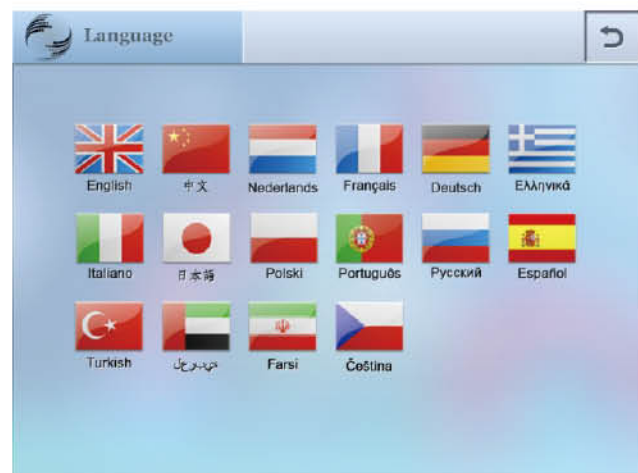 Language
English 中文 Nederlands Français Deutsch Ελληνικά
Italiano 日本語 Polski Português Русский Español
Turkish Farsi Čeština